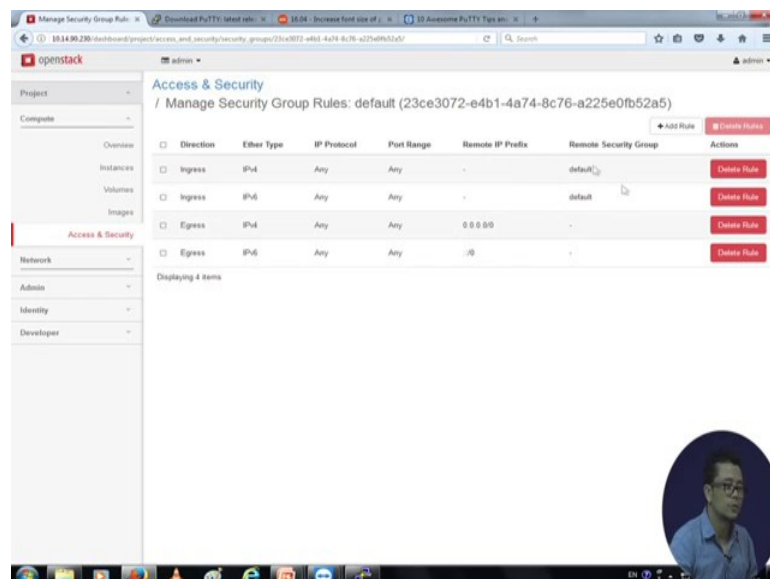 Manage Security Group Rule
Download PuTTY: latest rele
16.04 - Increase font size of
10 Awesome PuTTY Tips an
10.14.90.230/dashboard/project/access_and_security/security_groups/23ce3072-e4b1-4a74-8c76-a225e0fb52a5/
Search
openstack
admin
admin
Project
Compute
Overview
Instances
Volumes
Images
Access & Security
Network
Admin
Identity
Developer
Access & Security
/ Manage Security Group Rules: default (23ce3072-e4b1-4a74-8c76-a225e0fb52a5)
+ Add Rule
Delete Rules
Direction Ether Type IP Protocol Port Range Remote IP Prefix Remote Security Group Actions
Ingress IPv4 Any Any - default Delete Rule
Ingress IPv6 Any Any - default Delete Rule
Egress IPv4 Any Any 0.0.0.0/0 - Delete Rule
Egress IPv6 Any Any ::/0 - Delete Rule
Displaying 4 items
EN